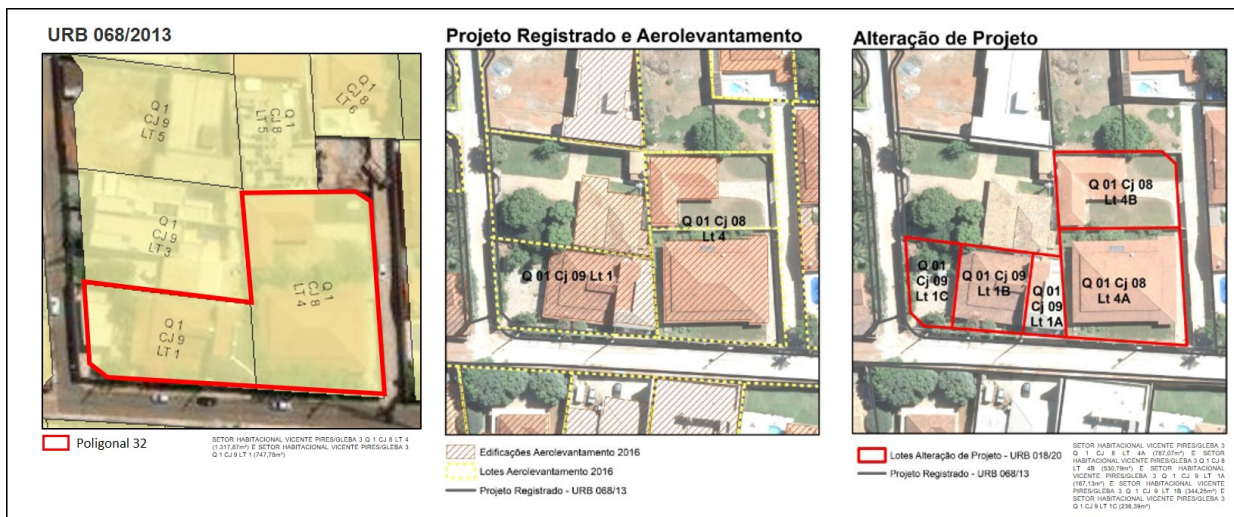 URB 068/2013
Q 1
CJ 9
LT 5
Q 1
CJ 8
LT 5
Q 1
CJ 8
LT 6
Q 1
CJ 9
LT 3
Q 1
CJ 8
LT 4
Q 1
CJ 9
LT 1
Poligonal 32
SETOR HABITACIONAL VICENTE PIRES/GLEBA 3 Q 1 CJ 8 LT 4
(1.317,67m²) E SETOR HABITACIONAL VICENTE PIRES/GLEBA 3
Q 1 CJ 9 LT 1 (747,78m²)
Projeto Registrado e Aerolevantamento
Q 01 Cj 08
Lt 4
Q 01 Cj 09 Lt 1
Edificações Aerolevantamento 2016
Lotes Aerolevantamento 2016
Projeto Registrado - URB 068/13
Alteração de Projeto
Q 01 Cj 08
Lt 4B
Q 01
Cj 09
Lt 1C
Q 01 Cj 09
Lt 1B
Q 01
Cj 09
Lt 1A
Q 01 Cj 08
Lt 4A
Lotes Alteração de Projeto - URB 018/20
Projeto Registrado - URB 068/13
SETOR HABITACIONAL VICENTE PIRES/GLEBA 3
Q 1 CJ 8 LT 4A (787,07m²) E SETOR
HABITACIONAL VICENTE PIRES/GLEBA 3 Q 1 CJ 8
LT 4B (530,79m²) E SETOR HABITACIONAL
VICENTE PIRES/GLEBA 3 Q 1 CJ 9 LT 1A
(167,13m²) E SETOR HABITACIONAL VICENTE
PIRES/GLEBA 3 Q 1 CJ 9 LT 1B (344,25m²) E
SETOR HABITACIONAL VICENTE PIRES/GLEBA 3
Q 1 CJ 9 LT 1C (236,39m²)